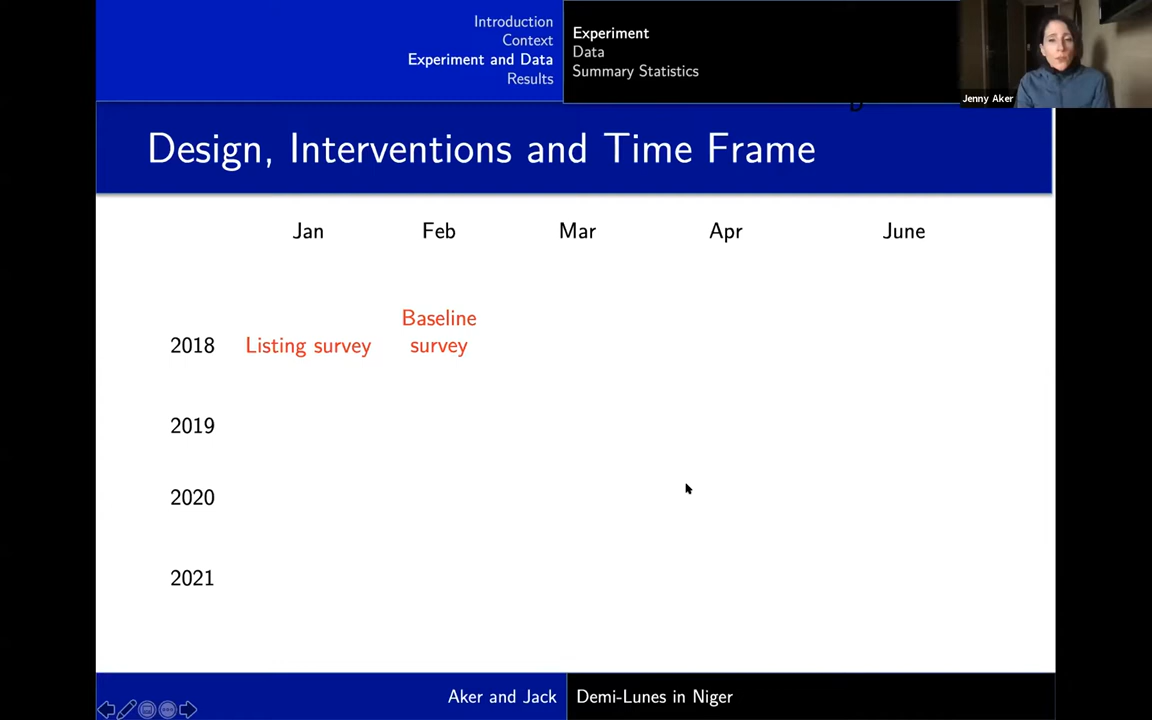 Introduction
Context
Experiment and Data
Results
Experiment
Data
Summary Statistics
Jenny Aker
Design, Interventions and Time Frame
Jan Feb Mar Apr June
2018 Listing survey Baseline survey
2019
2020
2021
Aker and Jack Demi-Lunes in Niger